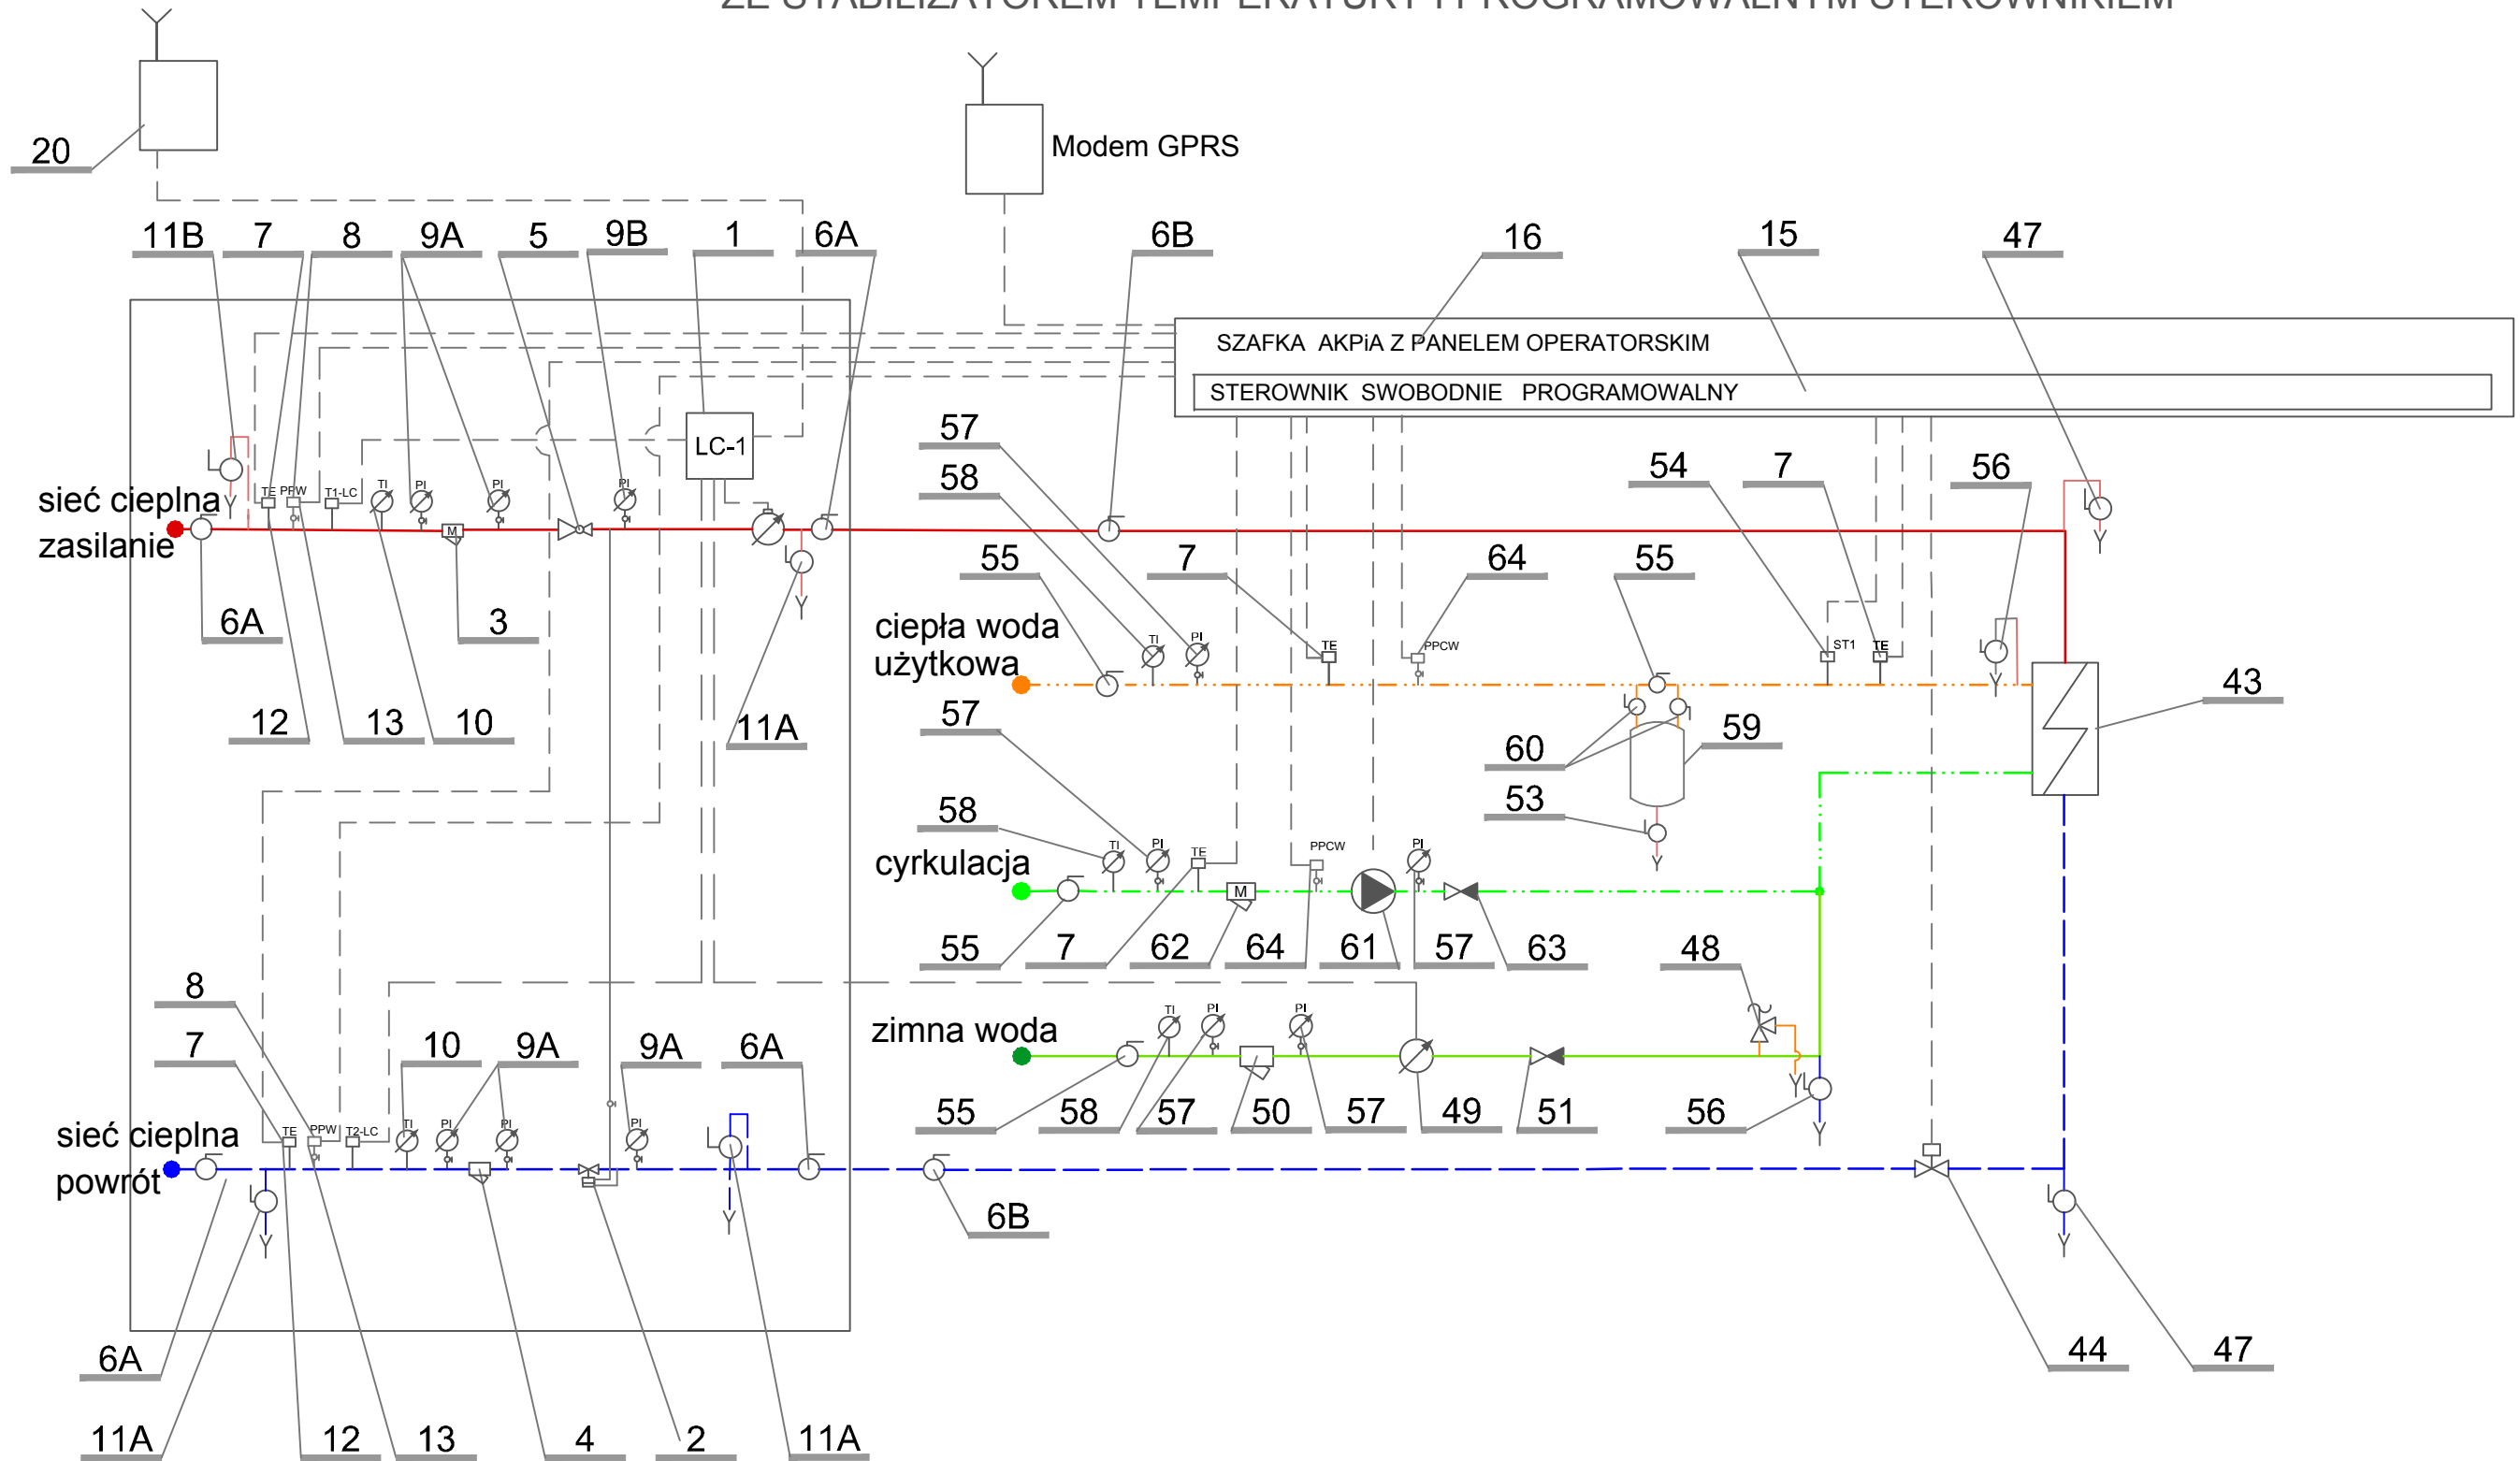 ZE STABILIZATOREM TEMPERATURY I PROGRAMOWALNYM STEROWNIKIEM
20
Modem GPRS
11B 7 8 9A 5 9B 1 6A 6B 16 15 47
SZAFKA AKPiA Z PANELEM OPERATORSKIM
STEROWNIK SWOBODNIE PROGRAMOWALNY
LC-1
57
58 54 7 56
sieć cieplna
zasilanie
TE PPW T1-LC TI PI PI PI
M
55 7 64 55
6A 3
ciepła woda
użytkowa
TI PI TE PPCW ST1 TE
43
12 13 10 11A 57 60 59
58 53
cyrkulacja
TI PI TE PPCW PI
M
55 7 62 64 61 57 63 48
8
zimna woda
TI PI PI
7 10 9A 9A 6A
55 58 57 50 57 49 51 56
sieć cieplna
powrót
TE PPW T2-LC TI PI PI PI
6B
6A 44 47
11A 12 13 4 2 11A